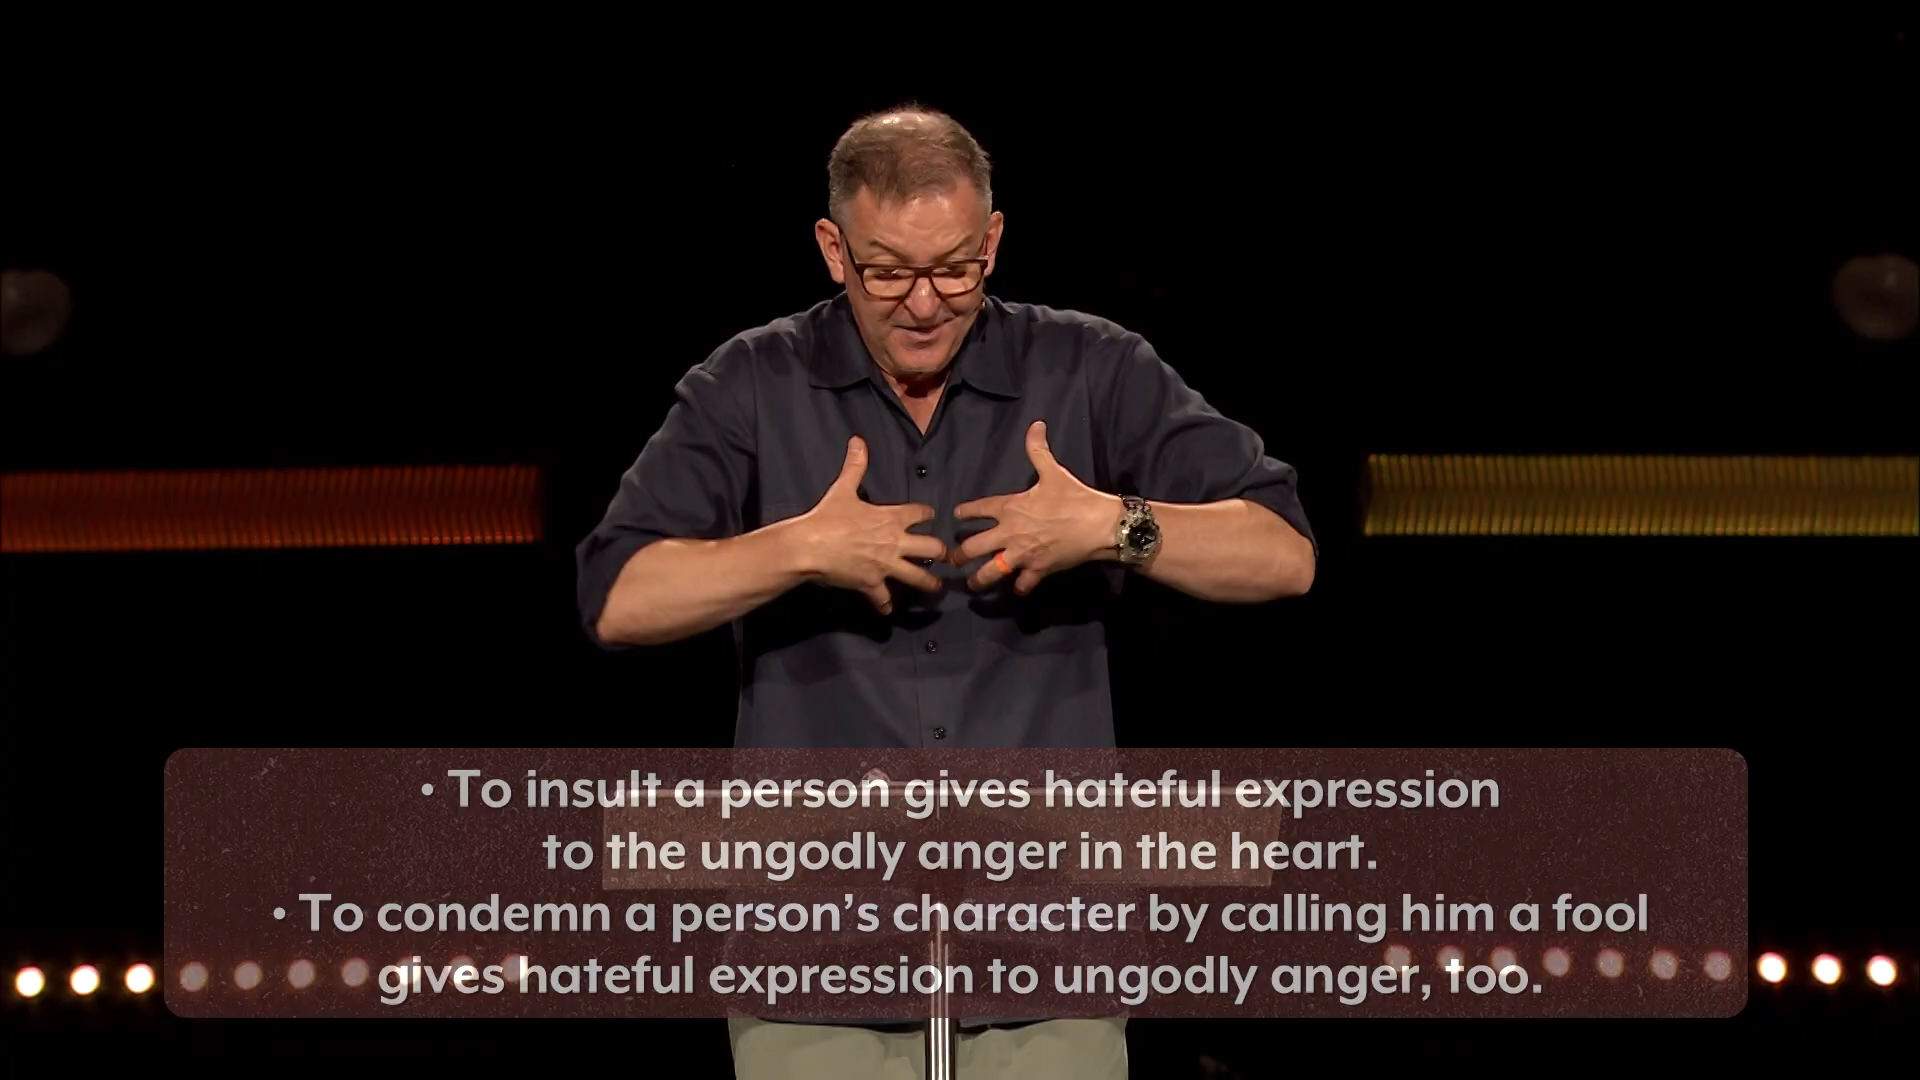 • To insult a person gives hateful expression
to the ungodly anger in the heart.
• To condemn a person’s character by calling him a fool
gives hateful expression to ungodly anger, too.